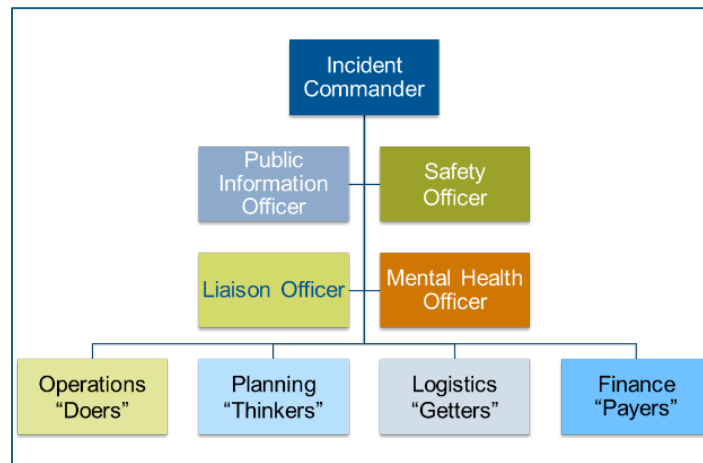 Incident
Commander
Public
Information
Officer
Safety
Officer
Liaison Officer
Mental Health
Officer
Operations
“Doers”
Planning
“Thinkers”
Logistics
“Getters”
Finance
“Payers”